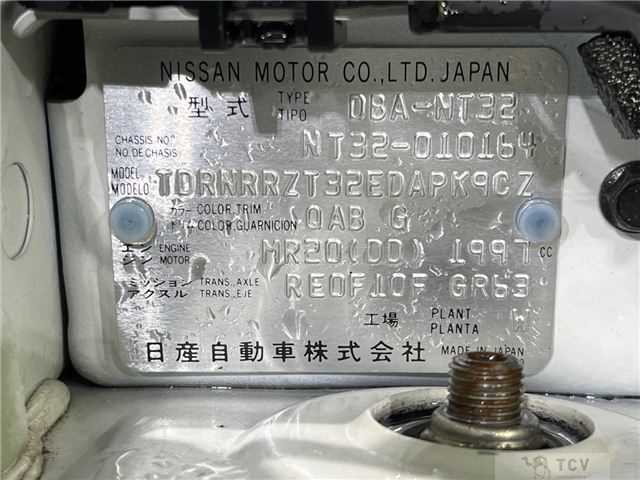 NISSAN MOTOR CO.,LTD.JAPAN
型式 TYPE TIPO DBA-NT32
CHASSIS.NO. NO.DE CHASIS NT32-010164
MODEL MODELO TDRNRRZT32EDAPK9CZ
カラー COLOR,TRIM トリム COLOR,GUARNICION QAB G
エンジン ENGINE MOTOR MR20(DD) 1997 CC
ミッション アクスル TRANS.,AXLE TRANS.,EJE RE0F10F GR63
工場 PLANT PLANTA
日産自動車株式会社 MADE IN JAPAN
TCV